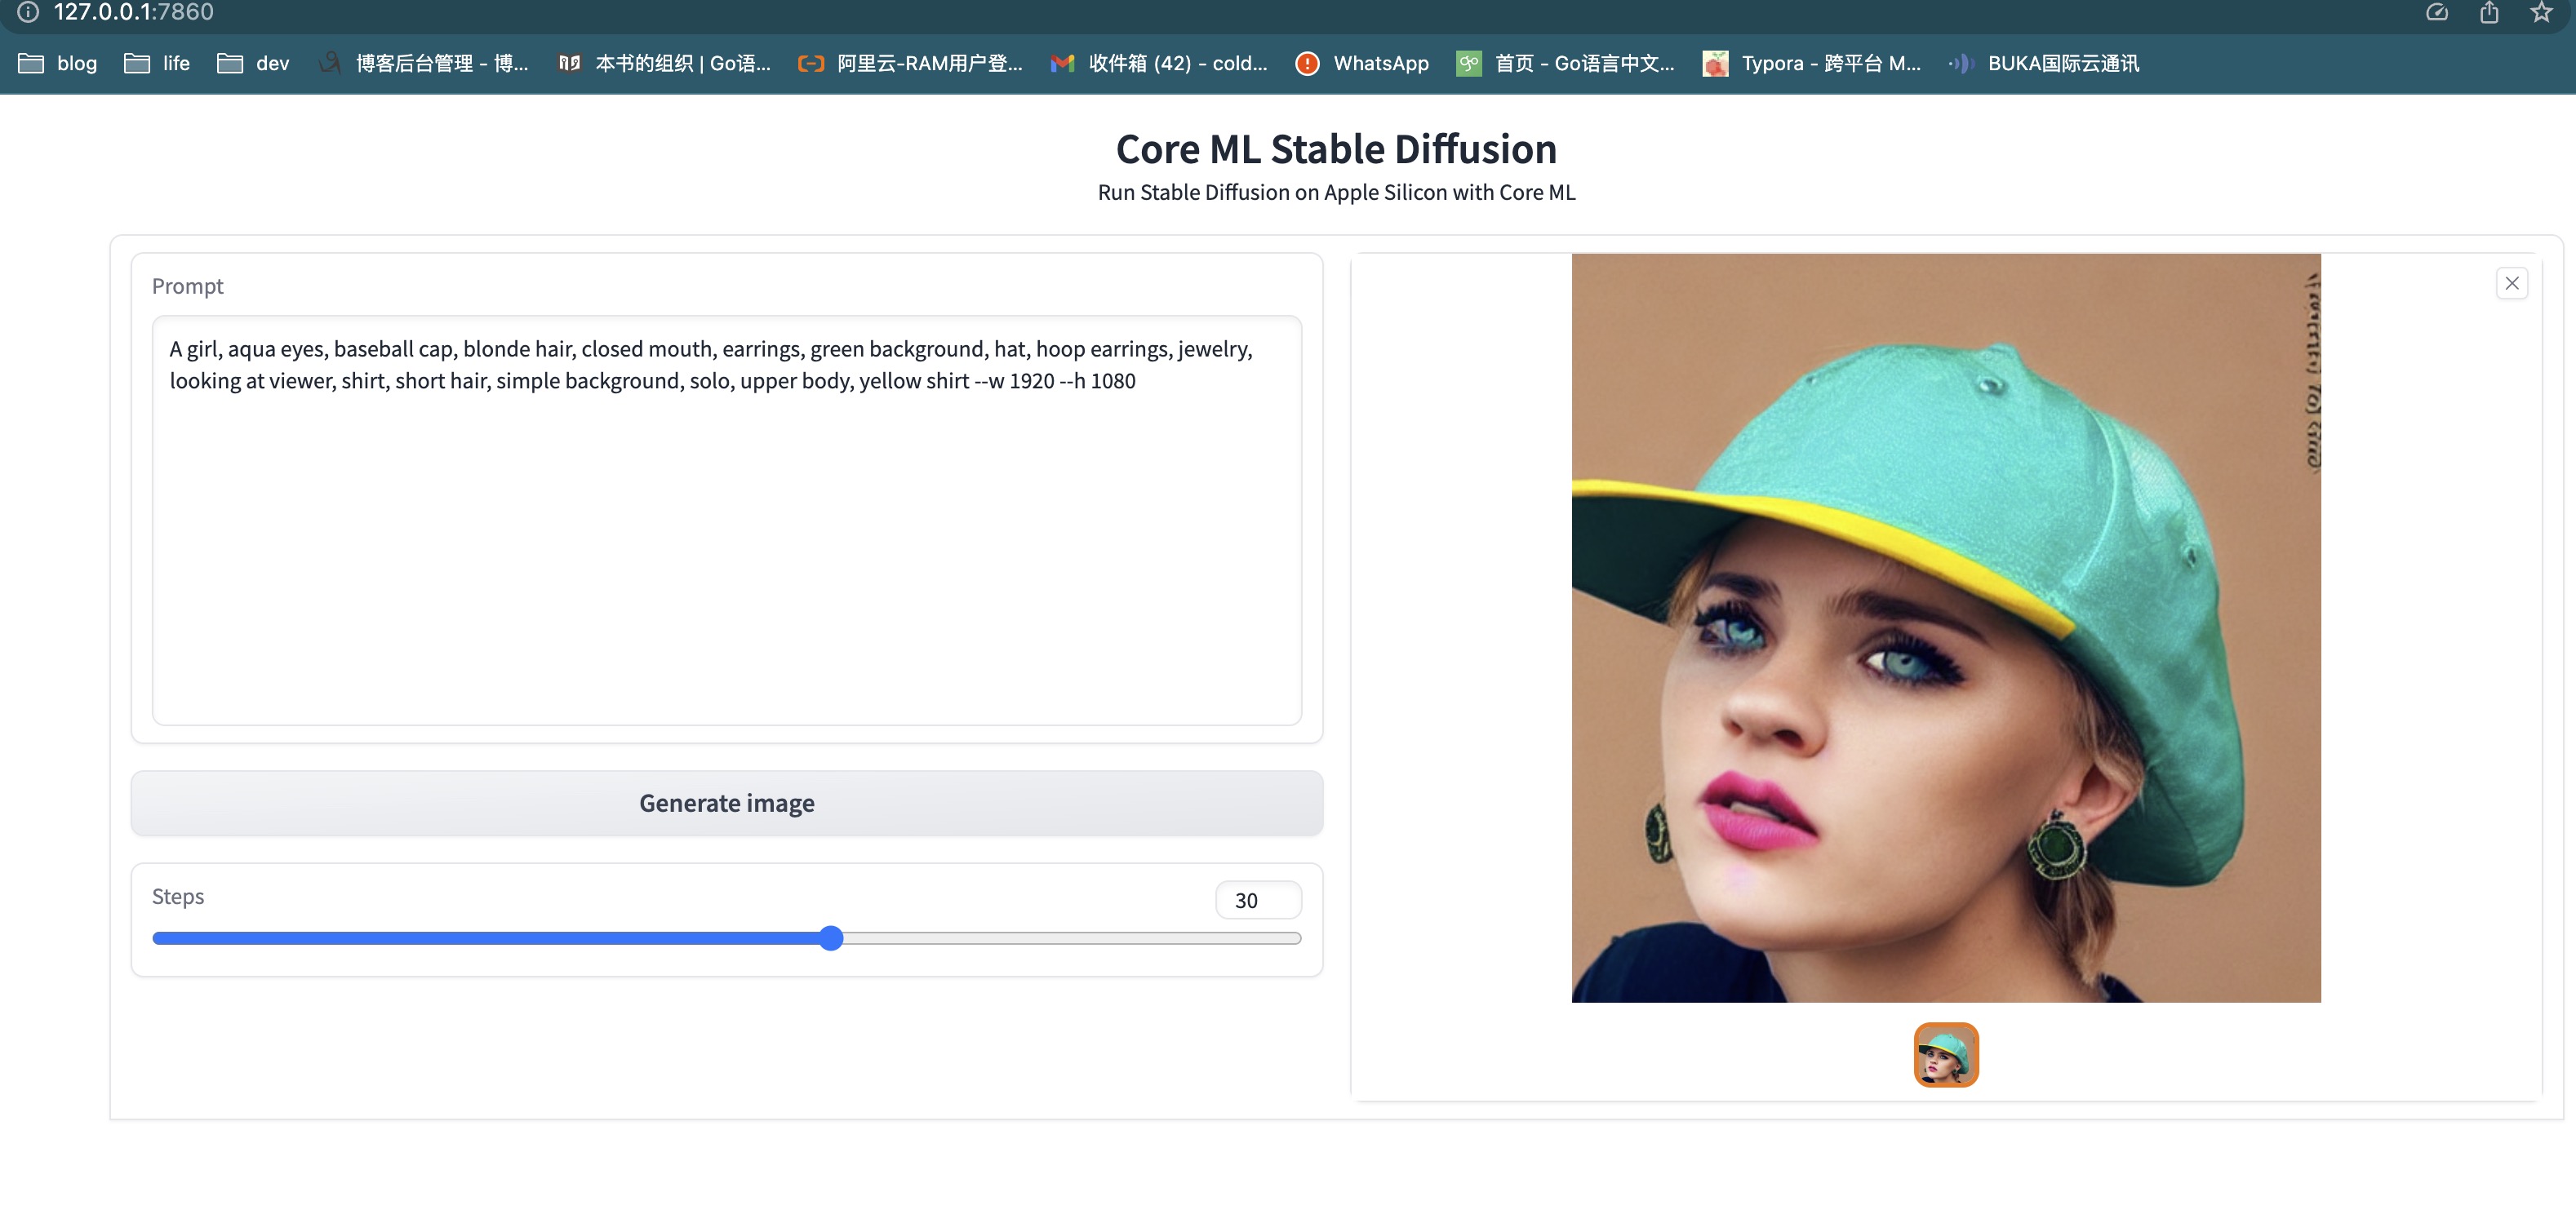 127.0.0.1:7860
blog
life
dev
博客后台管理 - 博...
本书的组织 | Go语...
阿里云-RAM用户登...
收件箱 (42) - cold...
WhatsApp
首页 - Go语言中文...
Typora - 跨平台 M...
BUKA国际云通讯
Core ML Stable Diffusion
Run Stable Diffusion on Apple Silicon with Core ML
Prompt
A girl, aqua eyes, baseball cap, blonde hair, closed mouth, earrings, green background, hat, hoop earrings, jewelry,
looking at viewer, shirt, short hair, simple background, solo, upper body, yellow shirt --w 1920 --h 1080
Generate image
Steps
30